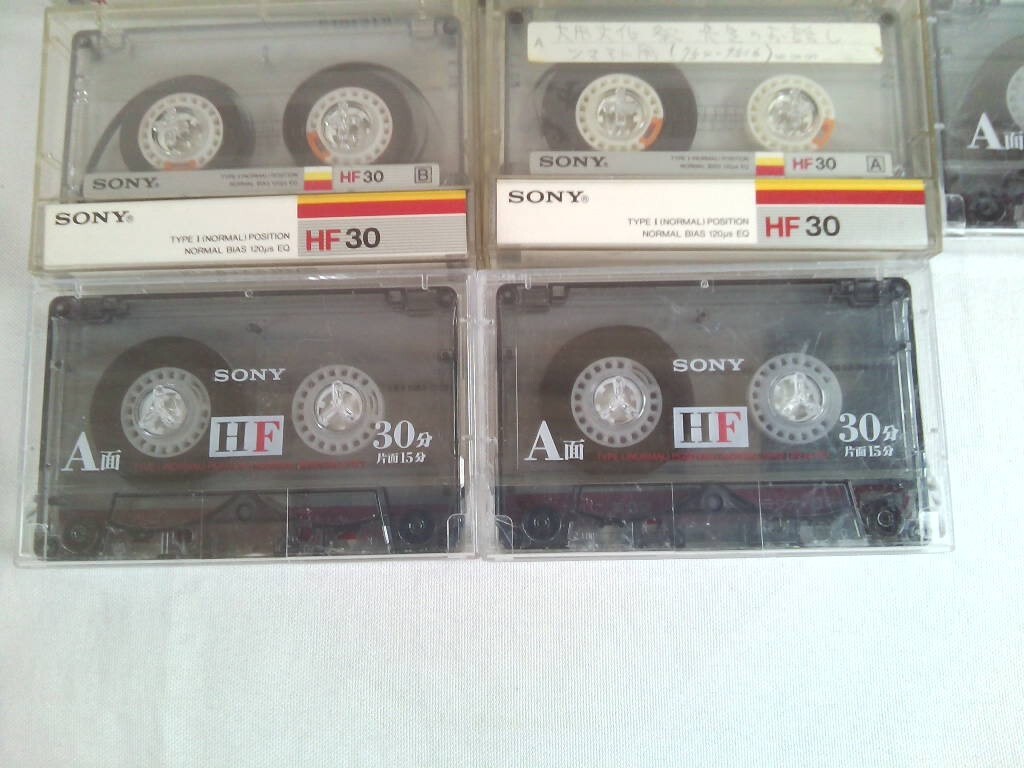 SONY®
TYPE I (NORMAL) POSITION
NORMAL BIAS 120μs EQ
HF 30
B
SONY®
TYPE I (NORMAL) POSITION
NORMAL BIAS 120μs EQ
HF 30
A
SONY®
TYPE I (NORMAL) POSITION
NORMAL BIAS 120μs EQ
HF 30
A
SONY®
TYPE I (NORMAL) POSITION
NORMAL BIAS 120μs EQ
HF 30
A面
SONY
HF
A面
30分
片面15分
SONY
HF
A面
30分
片面15分